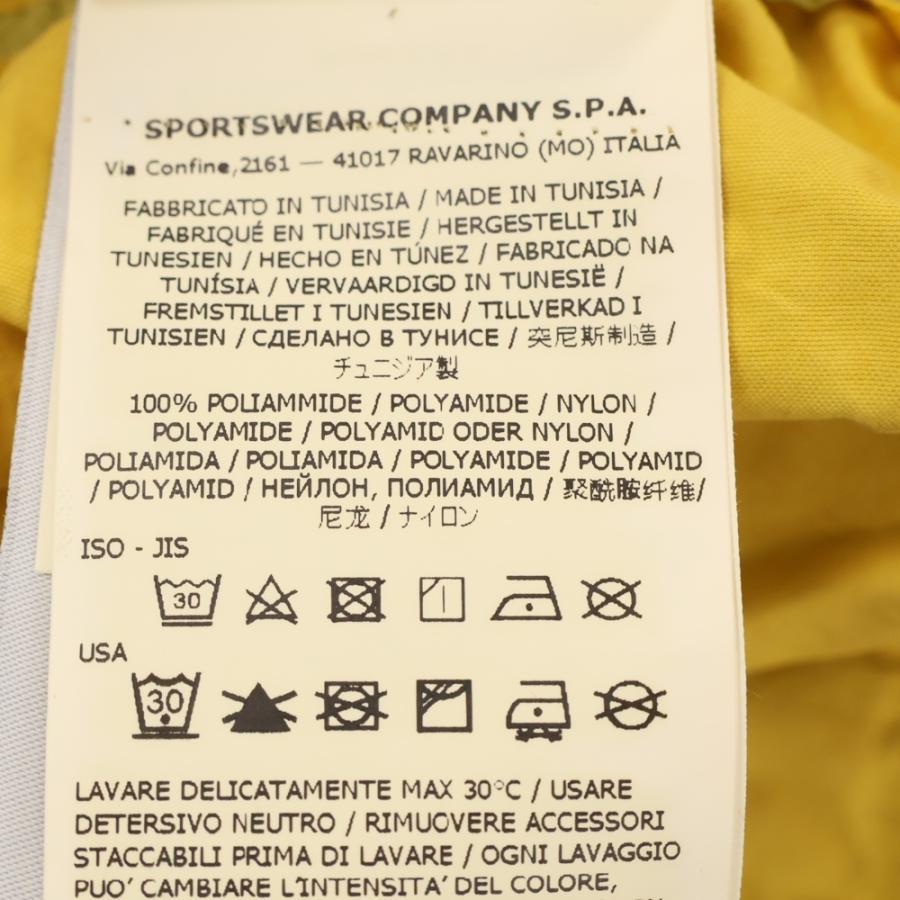 SPORTSWEAR COMPANY S.P.A.
Via Confine,2161 — 41017 RAVARINO (MO) ITALIA
FABBRICATO IN TUNISIA / MADE IN TUNISIA /
FABRIQUÉ EN TUNISIE / HERGESTELLT IN
TUNESIEN / HECHO EN TÚNEZ / FABRICADO NA
TUNÍSIA / VERVAARDIGD IN TUNESIË /
FREMSTILLET I TUNESIEN / TILLVERKAD I
TUNISIEN / СДЕЛАНО В ТУНИСЕ / 突尼斯制造 /
チュニジア製
100% POLIAMMIDE / POLYAMIDE / NYLON /
POLYAMIDE / POLYAMID ODER NYLON /
POLIAMIDA / POLIAMIDA / POLYAMIDE / POLYAMID
/ POLYAMID / НЕЙЛОН, ПОЛИАМИД / 聚酰胺纤维/
尼龙 / ナイロン
ISO - JIS
30
USA
30
LAVARE DELICATAMENTE MAX 30°C / USARE
DETERSIVO NEUTRO / RIMUOVERE ACCESSORI
STACCABILI PRIMA DI LAVARE / OGNI LAVAGGIO
PUO' CAMBIARE L'INTENSITA' DEL COLORE,